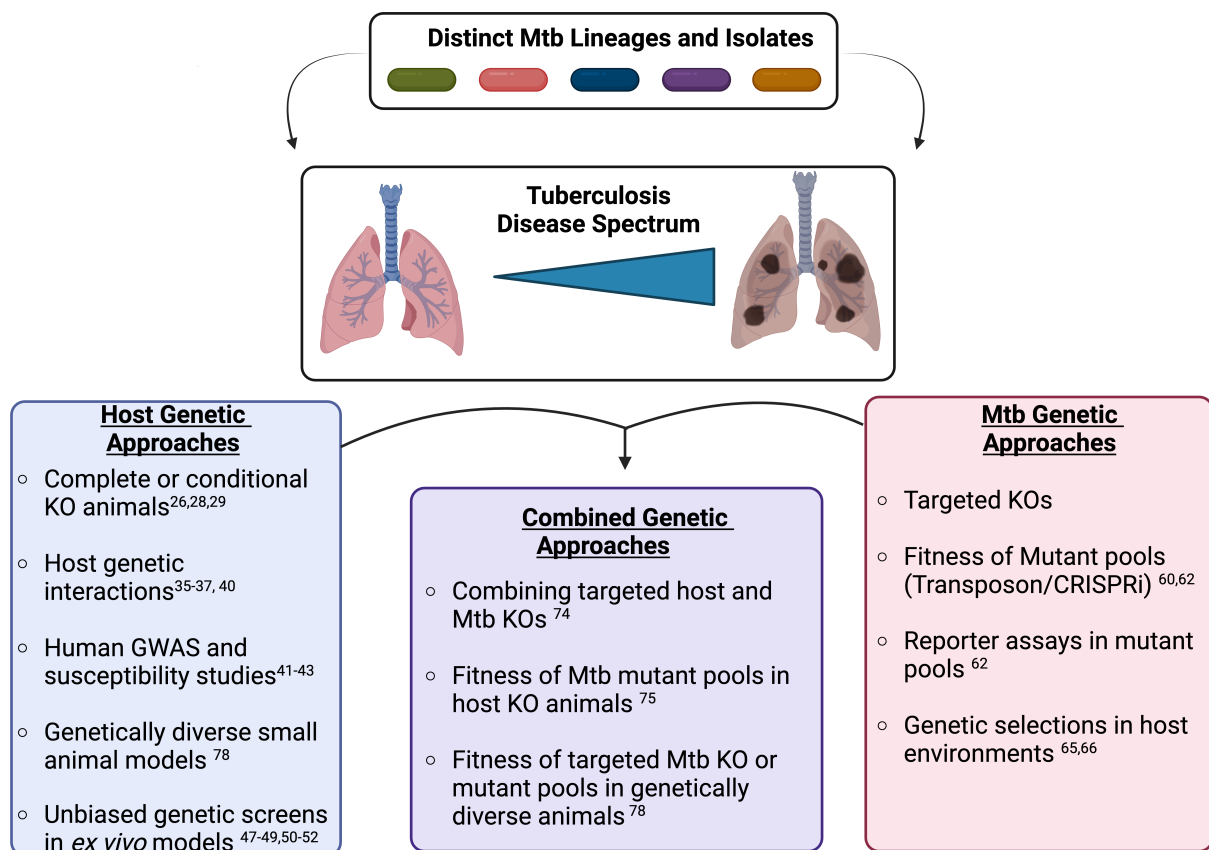 Distinct Mtb Lineages and Isolates
Tuberculosis
Disease Spectrum
Host Genetic
Approaches
○ Complete or conditional
KO animals26,28,29
○ Host genetic
interactions35-37, 40
○ Human GWAS and
susceptibility studies41-43
○ Genetically diverse small
animal models 78
○ Unbiased genetic screens
in ex vivo models 47-49,50-52
Combined Genetic
Approaches
○ Combining targeted host and
Mtb KOs 74
○ Fitness of Mtb mutant pools in
host KO animals 75
○ Fitness of targeted Mtb KO or
mutant pools in genetically
diverse animals 78
Mtb Genetic
Approaches
○ Targeted KOs
○ Fitness of Mutant pools
(Transposon/CRISPRi) 60,62
○ Reporter assays in mutant
pools 62
○ Genetic selections in host
environments 65,66